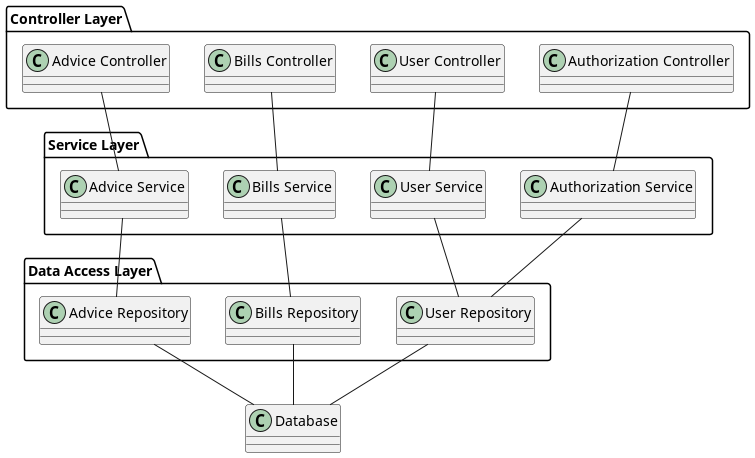 Controller Layer
C Advice Controller
C Bills Controller
C User Controller
C Authorization Controller
Service Layer
C Advice Service
C Bills Service
C User Service
C Authorization Service
Data Access Layer
C Advice Repository
C Bills Repository
C User Repository
C Database